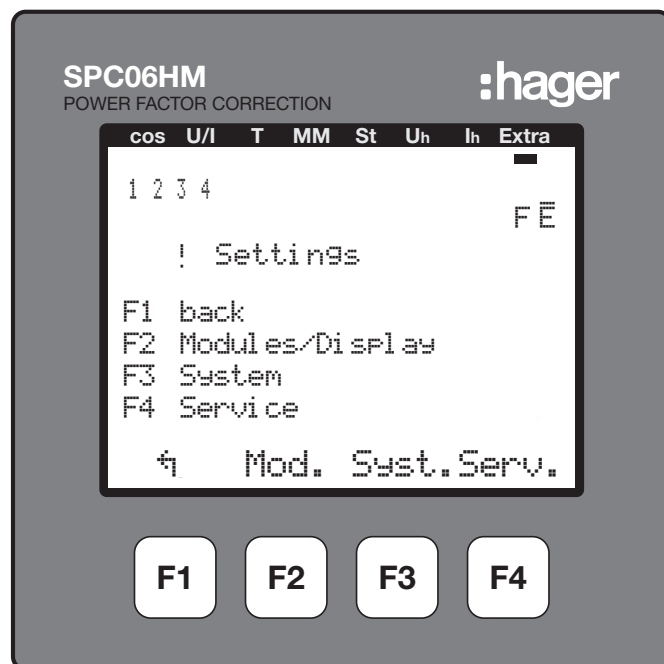 SPC06HM :hager
POWER FACTOR CORRECTION
cos U/I T MM St Uh Ih Extra
1 2 3 4
F Ē
! Settings
F1 back
F2 Modules/Display
F3 System
F4 Service
↰ Mod. Syst. Serv.
F1 F2 F3 F4